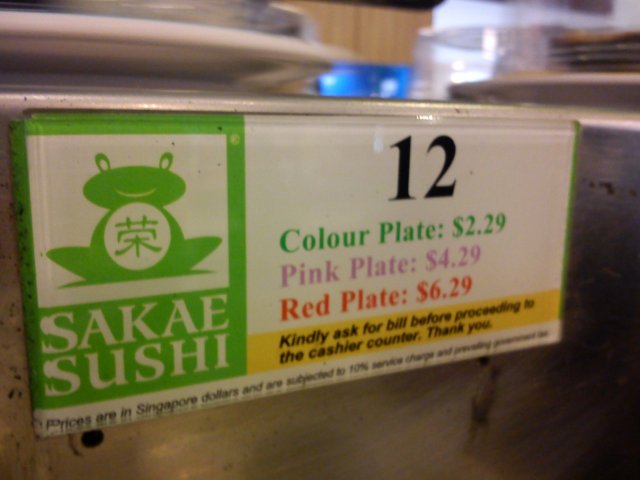 ®
荣
SAKAE
SUSHI
12
Colour Plate: $2.29
Pink Plate: $4.29
Red Plate: $6.29
Kindly ask for bill before proceeding to
the cashier counter. Thank you.
Prices are in Singapore dollars and are subjected to 10% service charge and prevailing government tax.